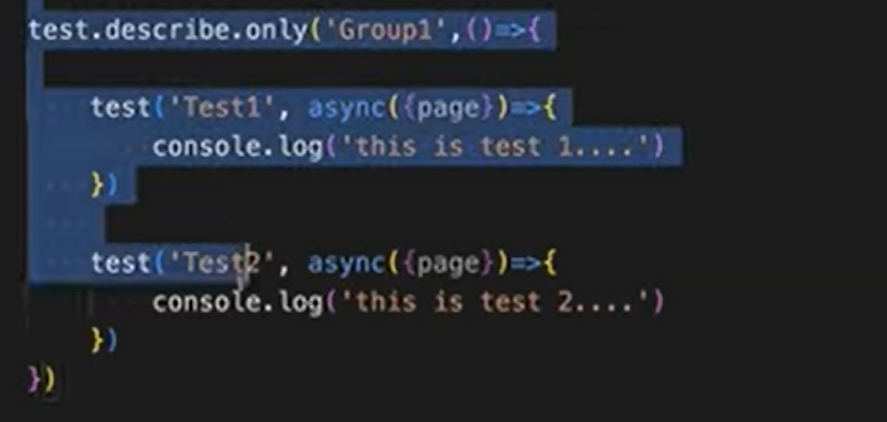 test.describe.only('Group1',()=>{
test('Test1', async({page})=>{
console.log('this is test 1....')
})
test('Test2', async({page})=>{
console.log('this is test 2....')
})
})